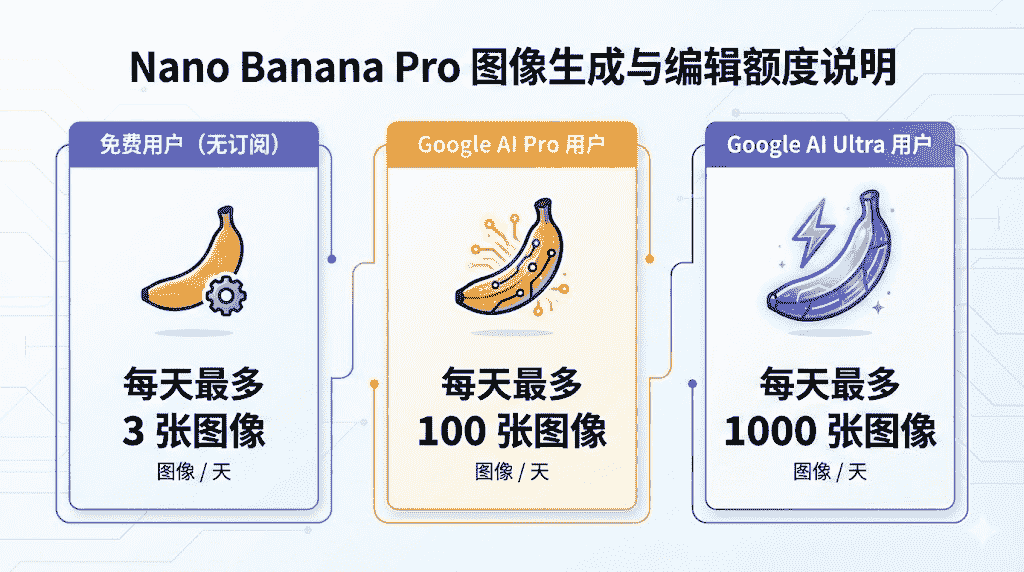 Nano Banana Pro 图像生成与编辑额度说明
免费用户（无订阅）
每天最多
3 张图像
图像 / 天
Google AI Pro 用户
每天最多
100 张图像
图像 / 天
Google AI Ultra 用户
每天最多
1000 张图像
图像 / 天